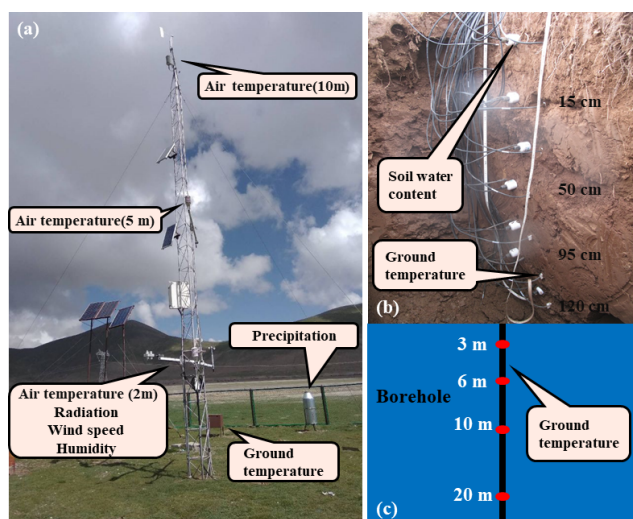 (a)
Air temperature(10m)
Air temperature(5 m)
Precipitation
Air temperature (2m)
Radiation
Wind speed
Humidity
Ground
temperature
15 cm
Soil water
content
50 cm
Ground
temperature
95 cm
120 cm
(b)
3 m
6 m
Borehole
Ground
temperature
10 m
20 m
(c)